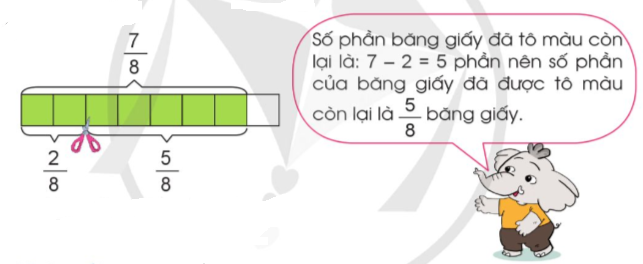 7/8
2/8
5/8
Số phần băng giấy đã tô màu còn
lại là: 7 – 2 = 5 phần nên số phần
của băng giấy đã được tô màu
còn lại là 5/8 băng giấy.